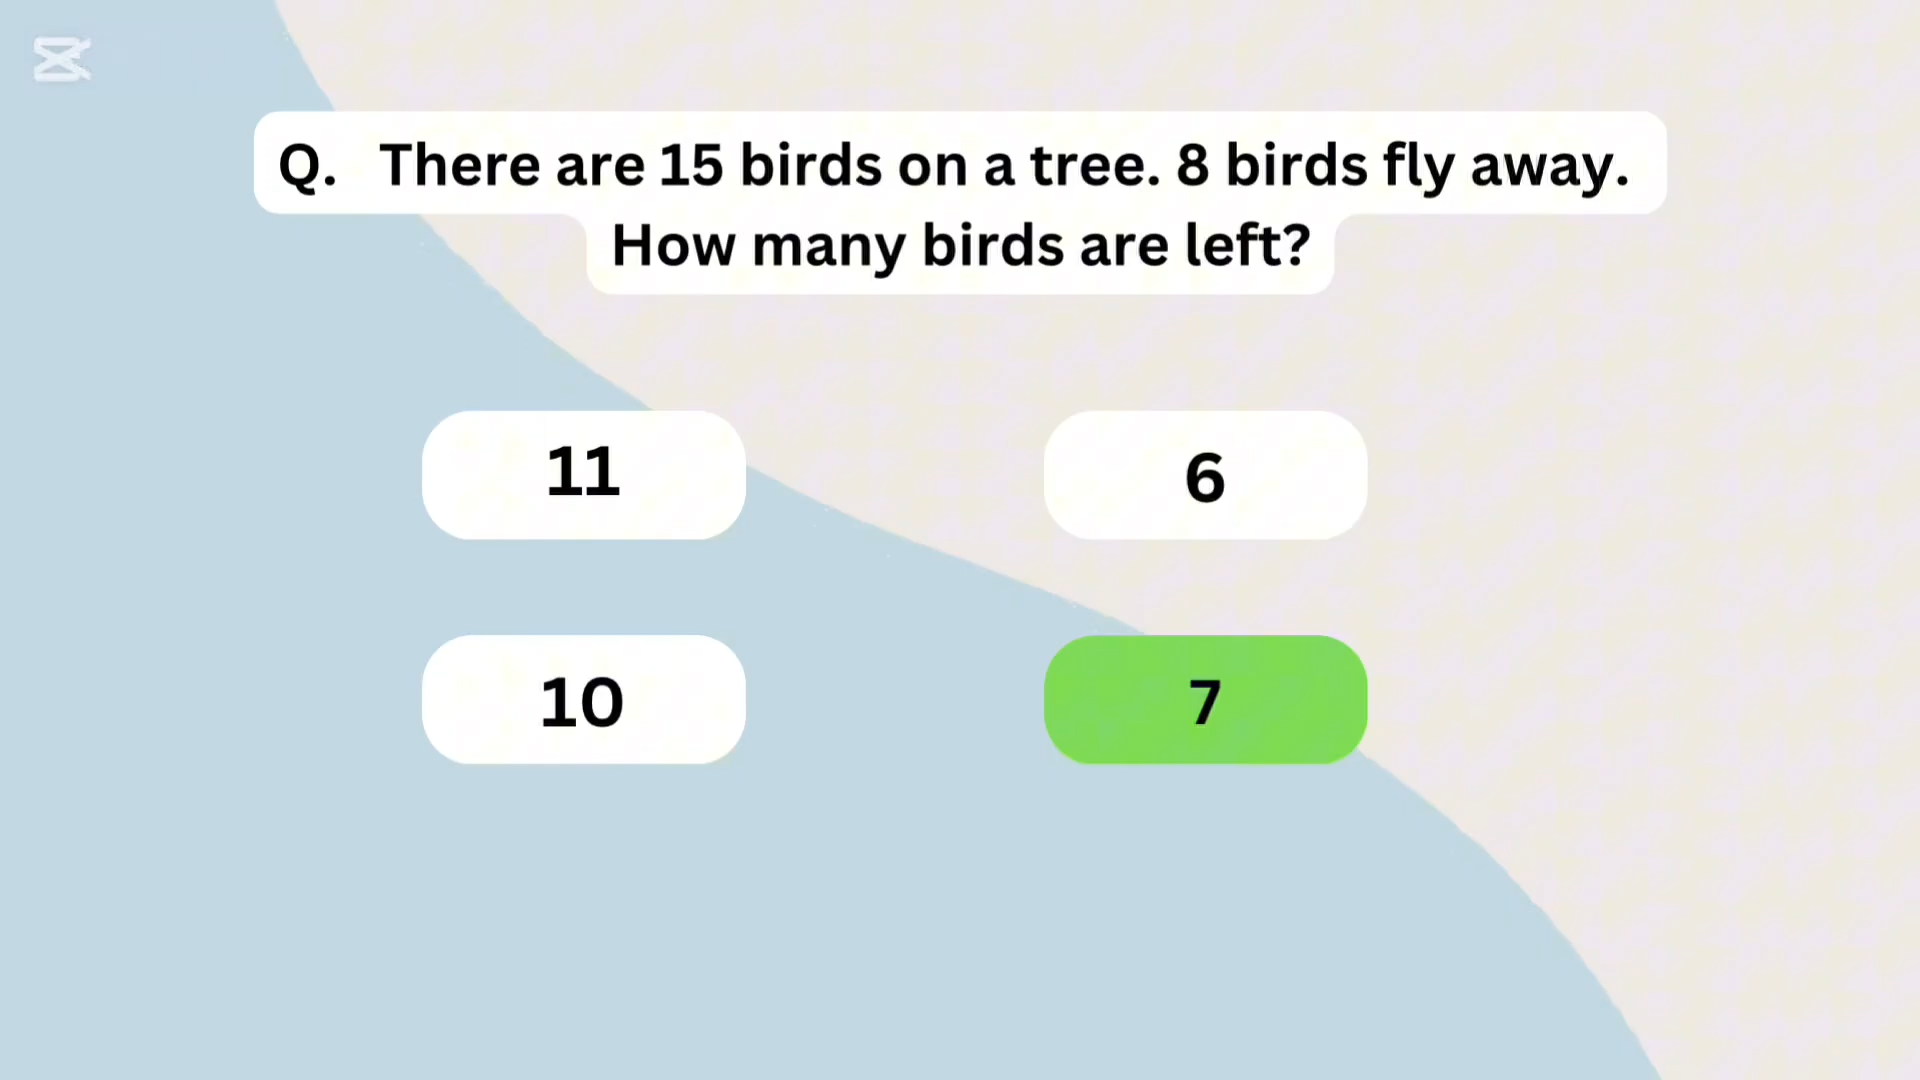 Q. There are 15 birds on a tree. 8 birds fly away.
How many birds are left?
11
6
10
7